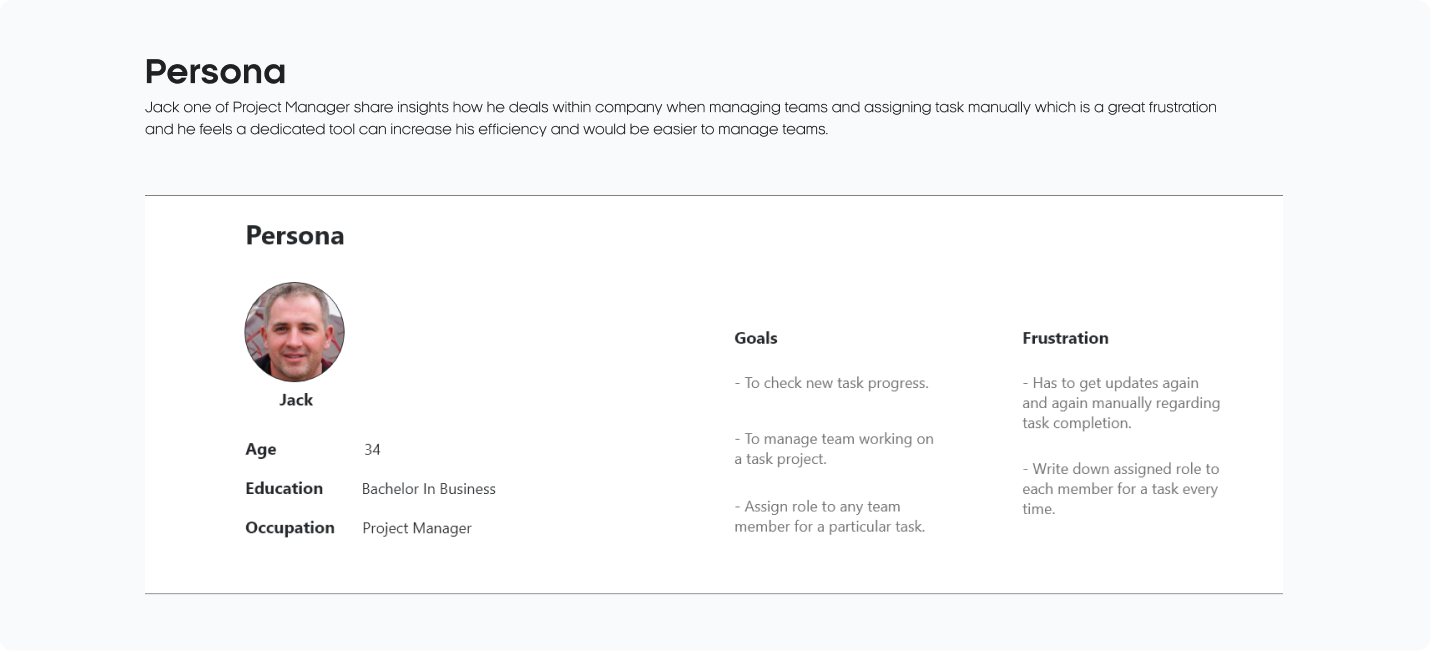 Persona
Jack one of Project Manager share insights how he deals within company when managing teams and assigning task manually which is a great frustration
and he feels a dedicated tool can increase his efficiency and would be easier to manage teams.
Persona
Jack
Age 34
Education Bachelor In Business
Occupation Project Manager
Goals
- To check new task progress.
- To manage team working on
a task project.
- Assign role to any team
member for a particular task.
Frustration
- Has to get updates again
and again manually regarding
task completion.
- Write down assigned role to
each member for a task every
time.